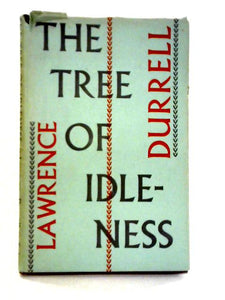 THE
TREE
OF
IDLE-
NESS
LAWRENCE
DURRELL